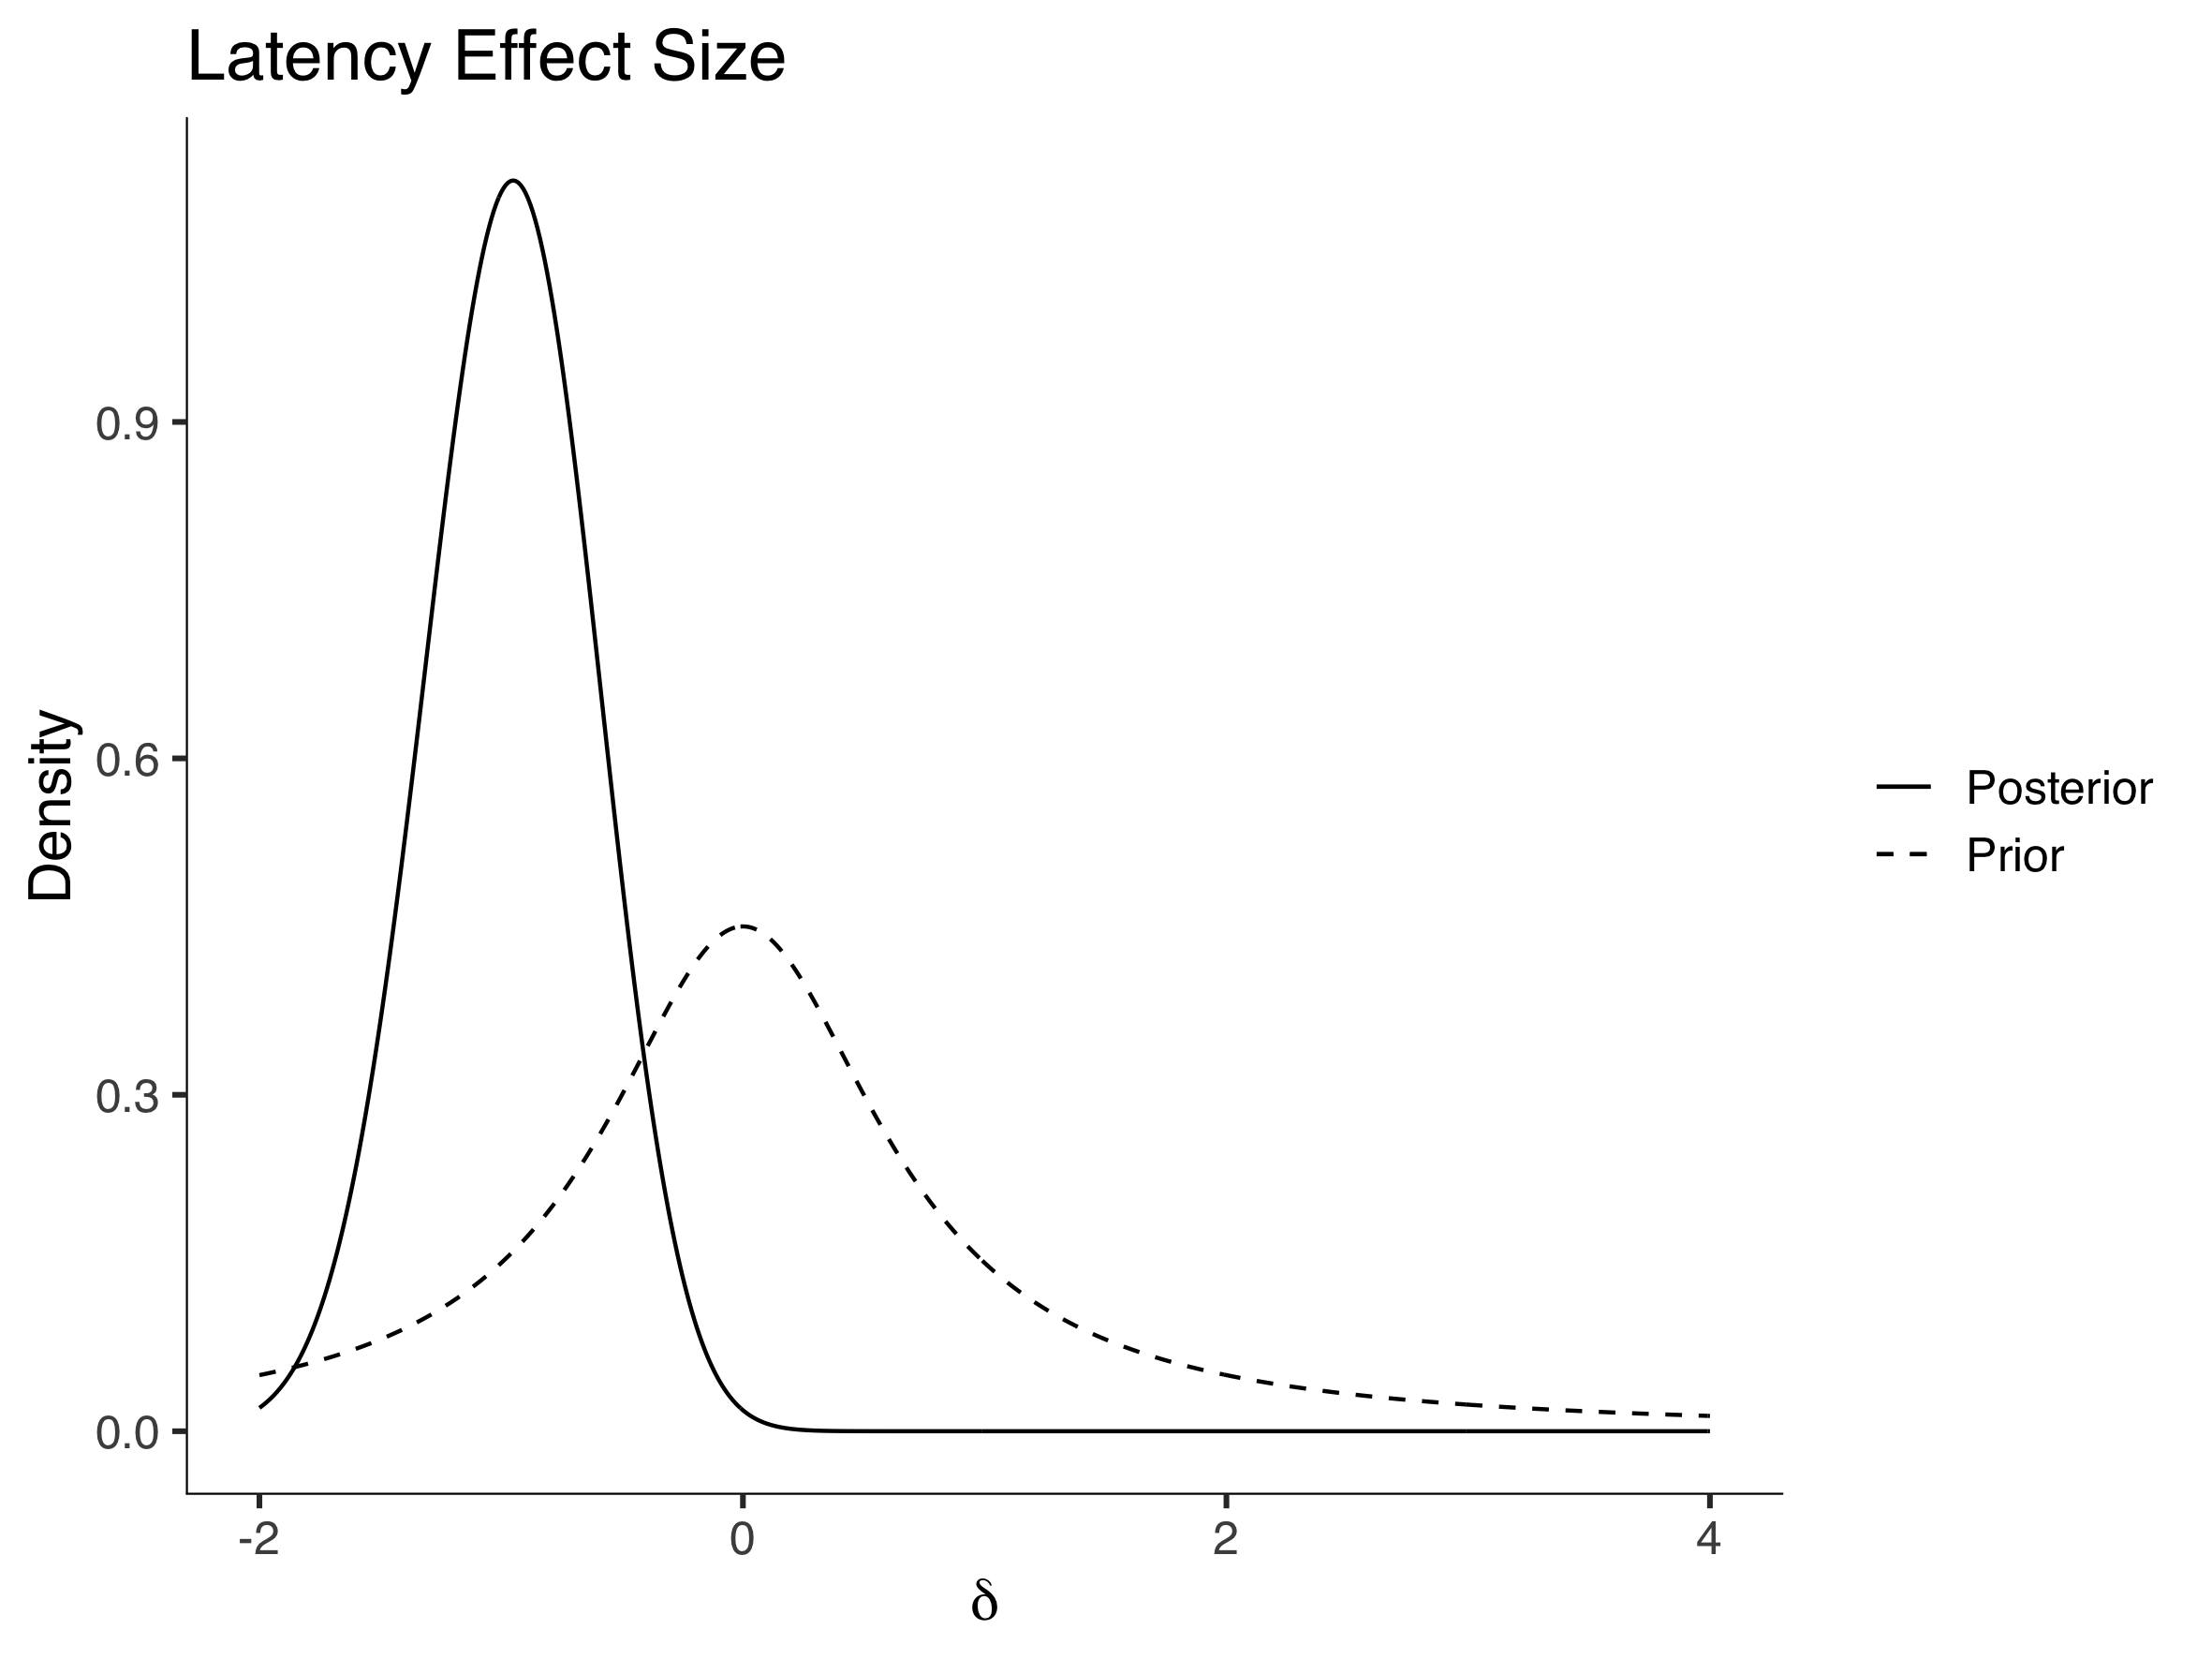 Latency Effect Size
Density
0.9
0.6
0.3
0.0
-2 0 2 4
δ
Posterior
Prior